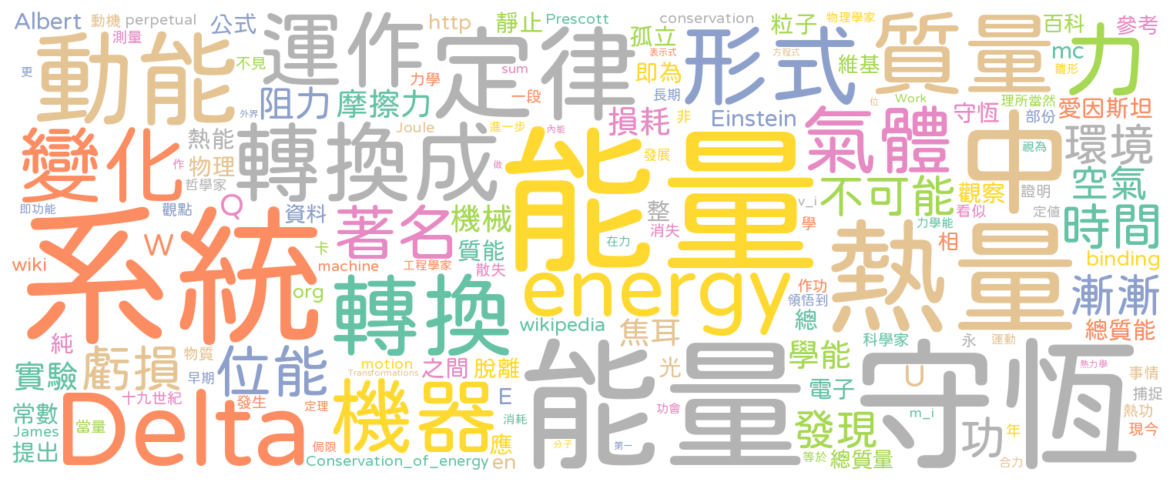 Albert 動機 perpetual 公式 http 靜止 Prescott 孤立 conservation 粒子 物理學家 百科 參考
測量 動能 運作 定律 表示式 形式 方程式 質量 mc 雛形 力
更 不見 力學 sum 即為 維基
阻力 摩擦力 一段 長期 位 Work 理所當然
外界 Joule 進一步 內能 損耗 非 Einstein 守恆 部份 愛因斯坦
變化 熱能 轉換成 能量 發展 氣體 中 視為 環境
作 物理 做 不可能 觀察 證明 空氣
哲學家 Q 整 v_i 看似 定值 時間
即功能 觀點 資料 著名 機械 消失 學 力學能
系統 W 卡 質能 在力 相 熱量 binding
wiki machine 工程學家 散失 energy 作功 漸漸
org 轉換 領悟到
wikipedia 焦耳 總 科學家 永 運動 總質能
純 物質 motion 之間 脫離 光 學能 熱力學
實驗 虧損 早期 位能 Transformations 電子 U 事情
十九世紀 發生 定理 機器 E 消耗 能量守恆 功會 m_i 捕捉
常數 Delta 熱功
James 當量 侷限 應 發現 功 年 現今
提出 Conservation_of_energy en 分子 第一 等於 總質量 合力